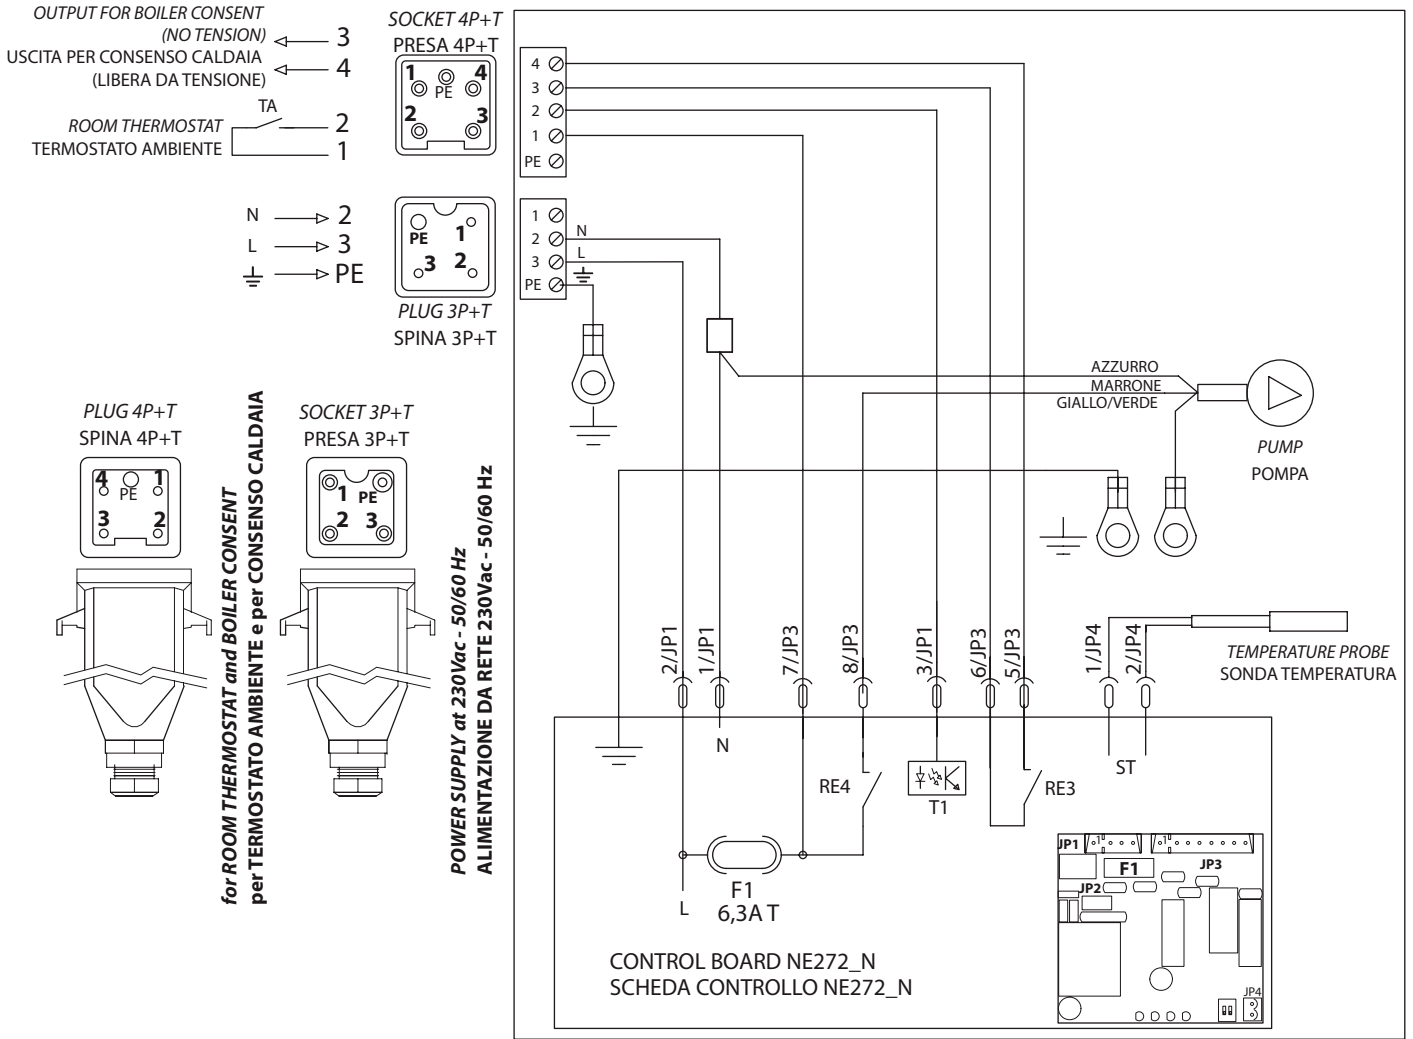 OUTPUT FOR BOILER CONSENT
(NO TENSION)
USCITA PER CONSENSO CALDAIA
(LIBERA DA TENSIONE)
3
4
TA
ROOM THERMOSTAT
TERMOSTATO AMBIENTE
2
1
SOCKET 4P+T
PRESA 4P+T
1
PE
4
2
3
4
3
2
1
PE
N
2
L
3
PE
PE
1
3
2
PLUG 3P+T
SPINA 3P+T
1
2
N
3
L
PE
PLUG 4P+T
SPINA 4P+T
4
PE
1
3
2
SOCKET 3P+T
PRESA 3P+T
1
PE
2
3
for ROOM THERMOSTAT and BOILER CONSENT
per TERMOSTATO AMBIENTE e per CONSENSO CALDAIA
POWER SUPPLY at 230Vac - 50/60 Hz
ALIMENTAZIONE DA RETE 230Vac - 50/60 Hz
AZZURRO
MARRONE
GIALLO/VERDE
PUMP
POMPA
2/JP1
1/JP1
7/JP3
8/JP3
3/JP1
6/JP3
5/JP3
1/JP4
2/JP4
TEMPERATURE PROBE
SONDA TEMPERATURA
N
RE4
T1
RE3
ST
L
F1
6,3A T
JP1
1
1
F1
JP3
JP2
JP4
CONTROL BOARD NE272_N
SCHEDA CONTROLLO NE272_N